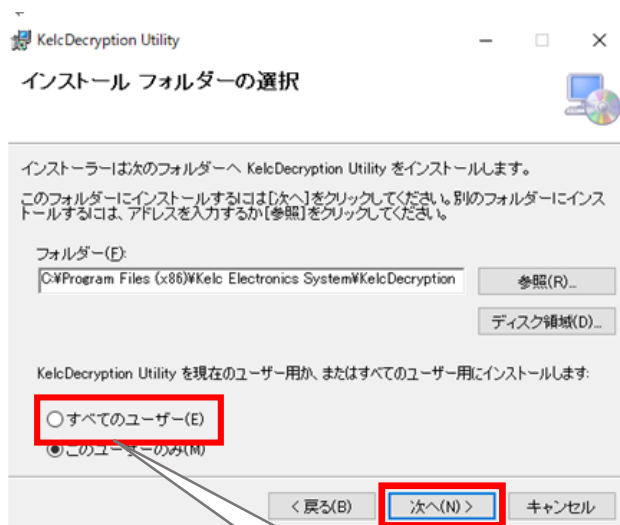 KelcDecryption Utility
インストール フォルダーの選択
インストーラーは次のフォルダーへ KelcDecryption Utility をインストールします。
このフォルダーにインストールするには[次へ]をクリックしてください。別のフォルダーにインス
トールするには、アドレスを入力するか[参照]をクリックしてください。
フォルダー(F):
C:¥Program Files (x86)¥Kelc Electronics System¥KelcDecryption
参照(R)...
ディスク領域(D)...
KelcDecryption Utility を現在のユーザー用か、またはすべてのユーザー用にインストールします:
すべてのユーザー(E)
このユーザーのみ(M)
< 戻る(B)
次へ(N) >
キャンセル